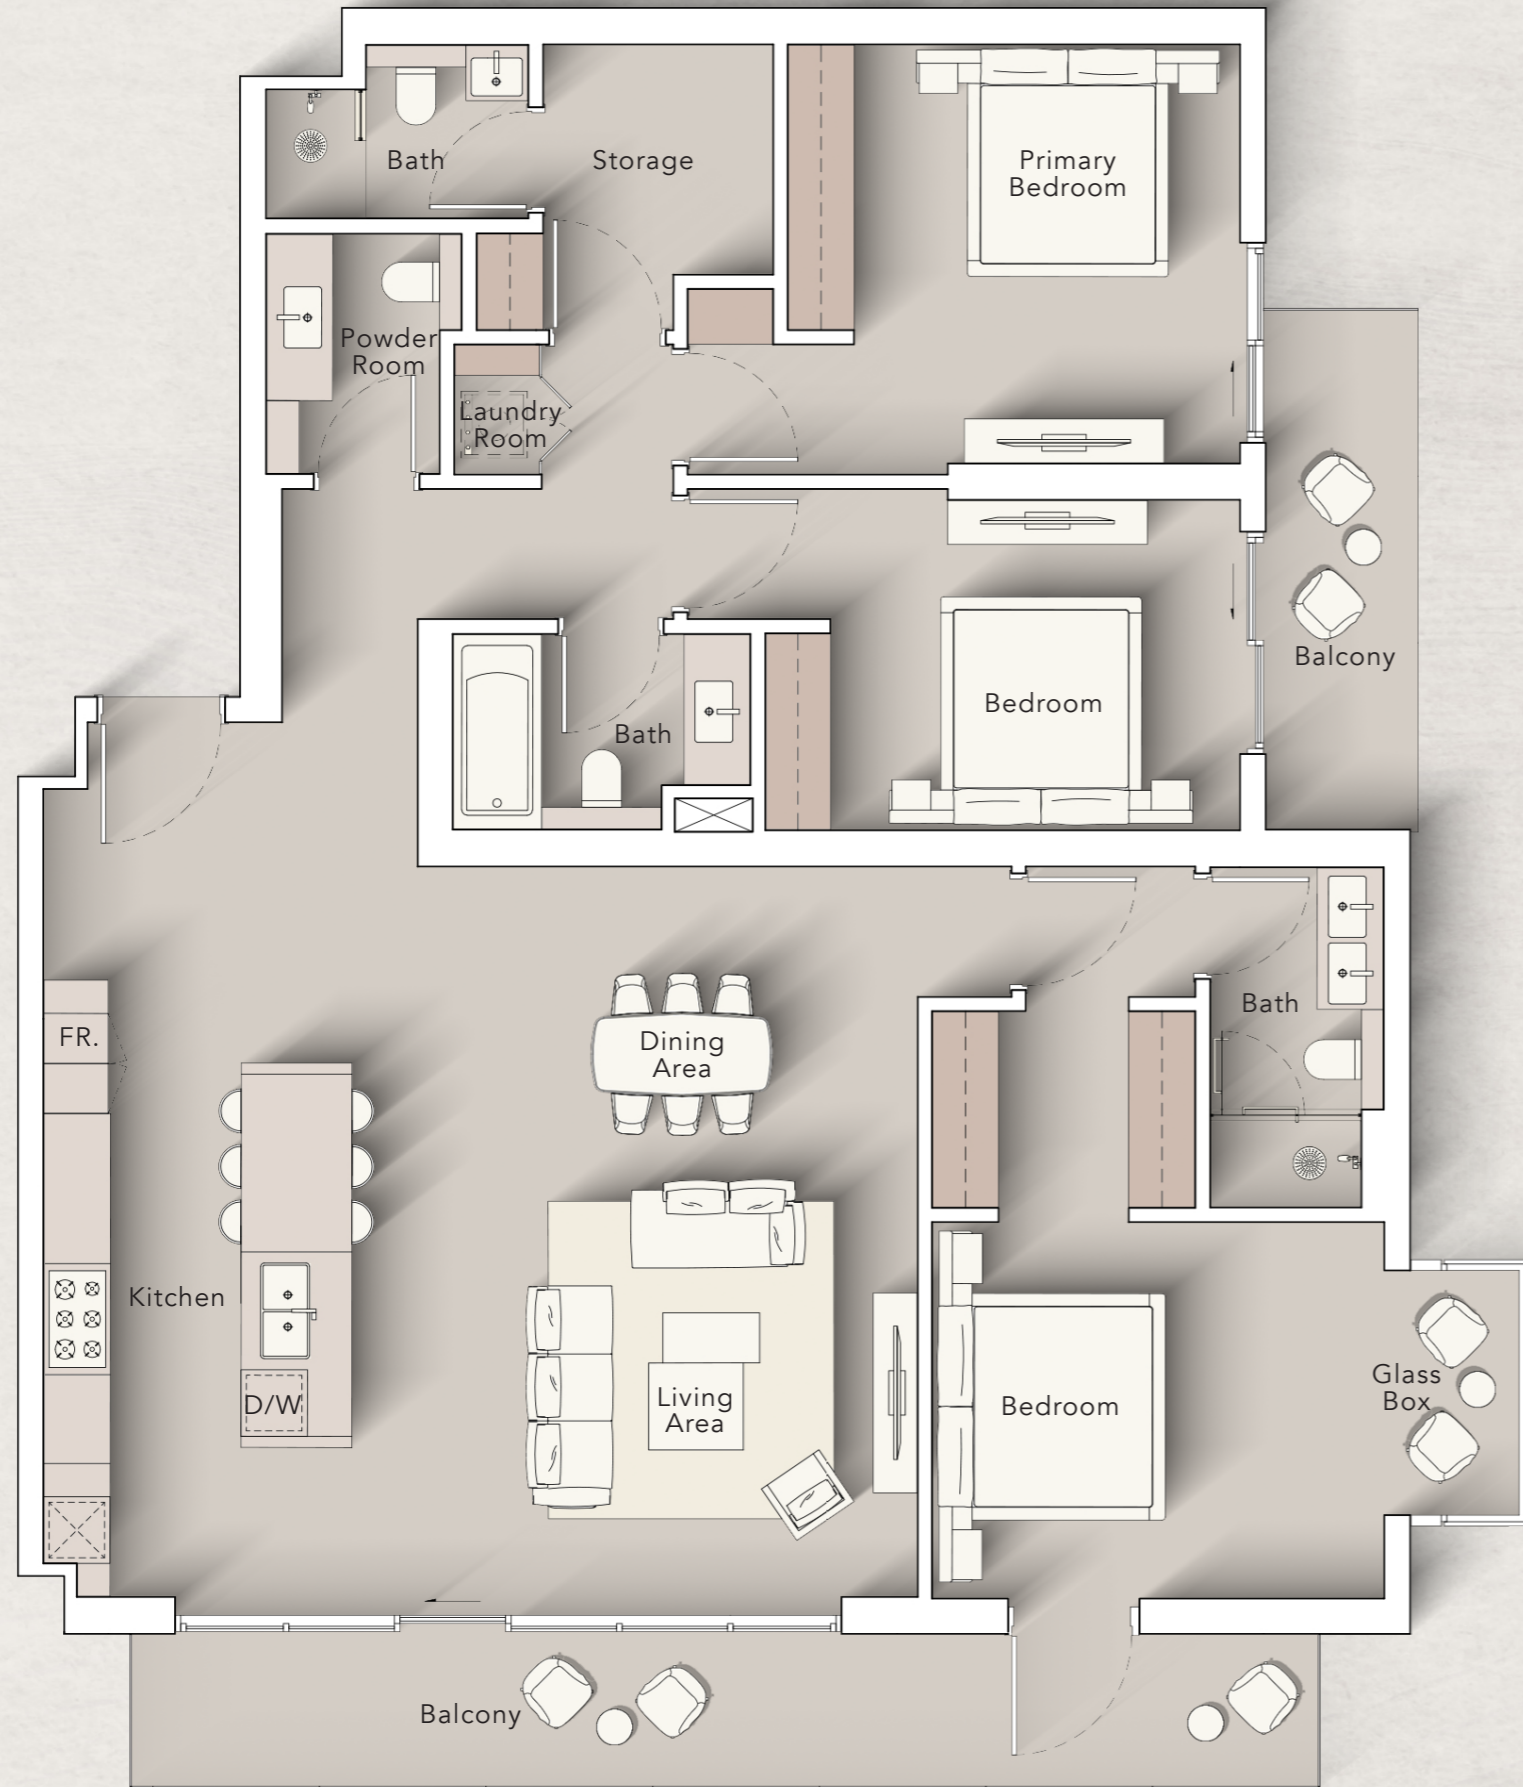 Bath
Storage
Primary
Bedroom
Powder
Room
Laundry
Room
Balcony
Bedroom
Bath
Bath
FR.
Dining
Area
Kitchen
Glass
Box
Living
Area
D/W
Bedroom
Balcony